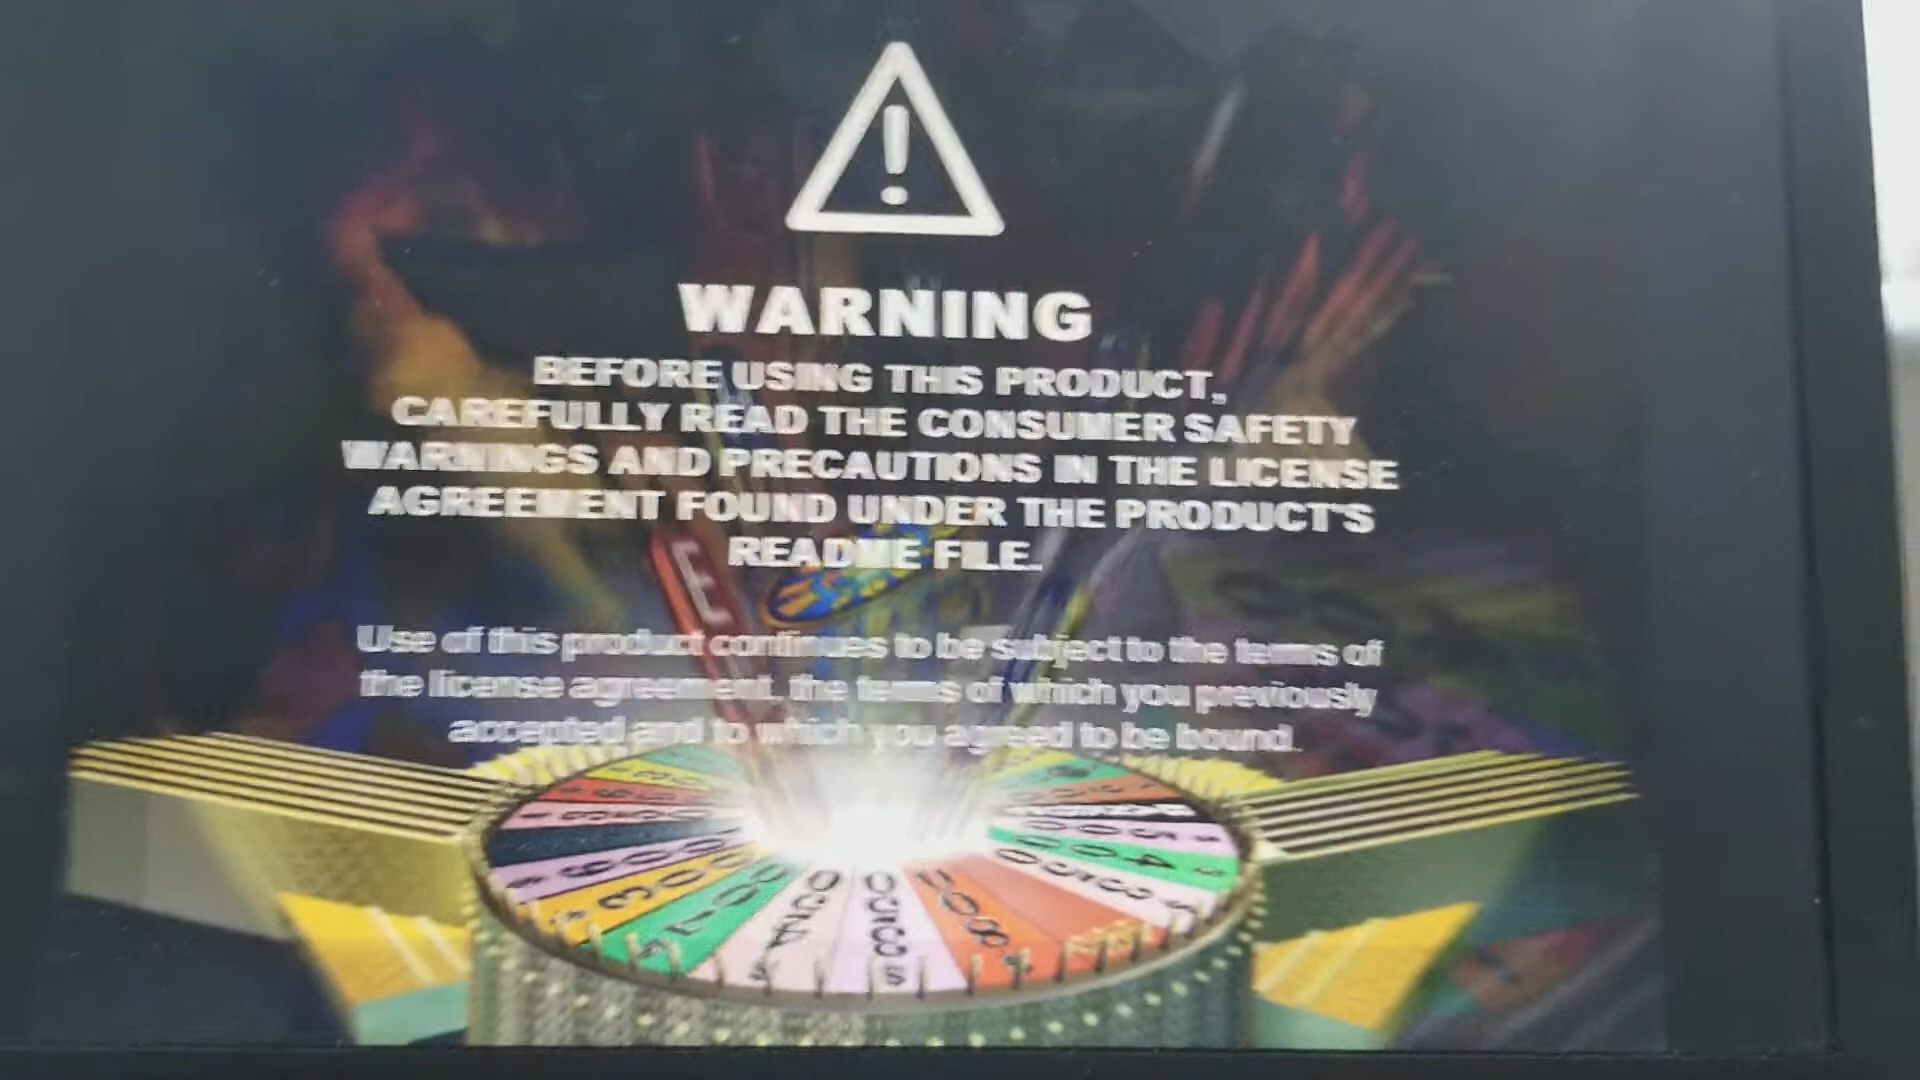 WARNING
BEFORE USING THIS PRODUCT,
CAREFULLY READ THE CONSUMER SAFETY
WARNINGS AND PRECAUTIONS IN THE LICENSE
AGREEMENT FOUND UNDER THE PRODUCT'S
README FILE.
E
Use of this product continues to be subject to the terms of
the license agreement, the terms of which you previously
accepted and to which you agreed to be bound.